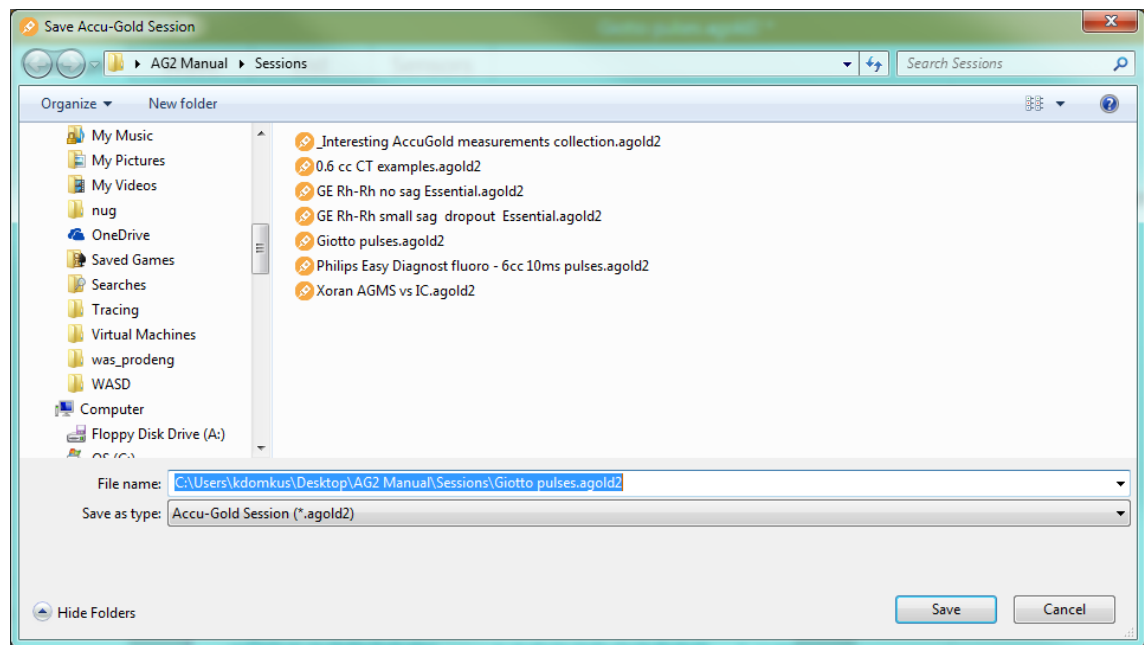 Save Accu-Gold Session
AG2 Manual
Sessions
Search Sessions
Organize
New folder
My Music
My Pictures
My Videos
nug
OneDrive
Saved Games
Searches
Tracing
Virtual Machines
was_prodeng
WASD
Computer
Floppy Disk Drive (A:)
OS (C:)
_Interesting AccuGold measurements collection.agold2
0.6 cc CT examples.agold2
GE Rh-Rh no sag Essential.agold2
GE Rh-Rh small sag  dropout  Essential.agold2
Giotto pulses.agold2
Philips Easy Diagnost fluoro - 6cc 10ms pulses.agold2
Xoran AGMS vs IC.agold2
File name: C:\Users\kdomkus\Desktop\AG2 Manual\Sessions\Giotto pulses.agold2
Save as type: Accu-Gold Session (*.agold2)
Hide Folders
Save
Cancel